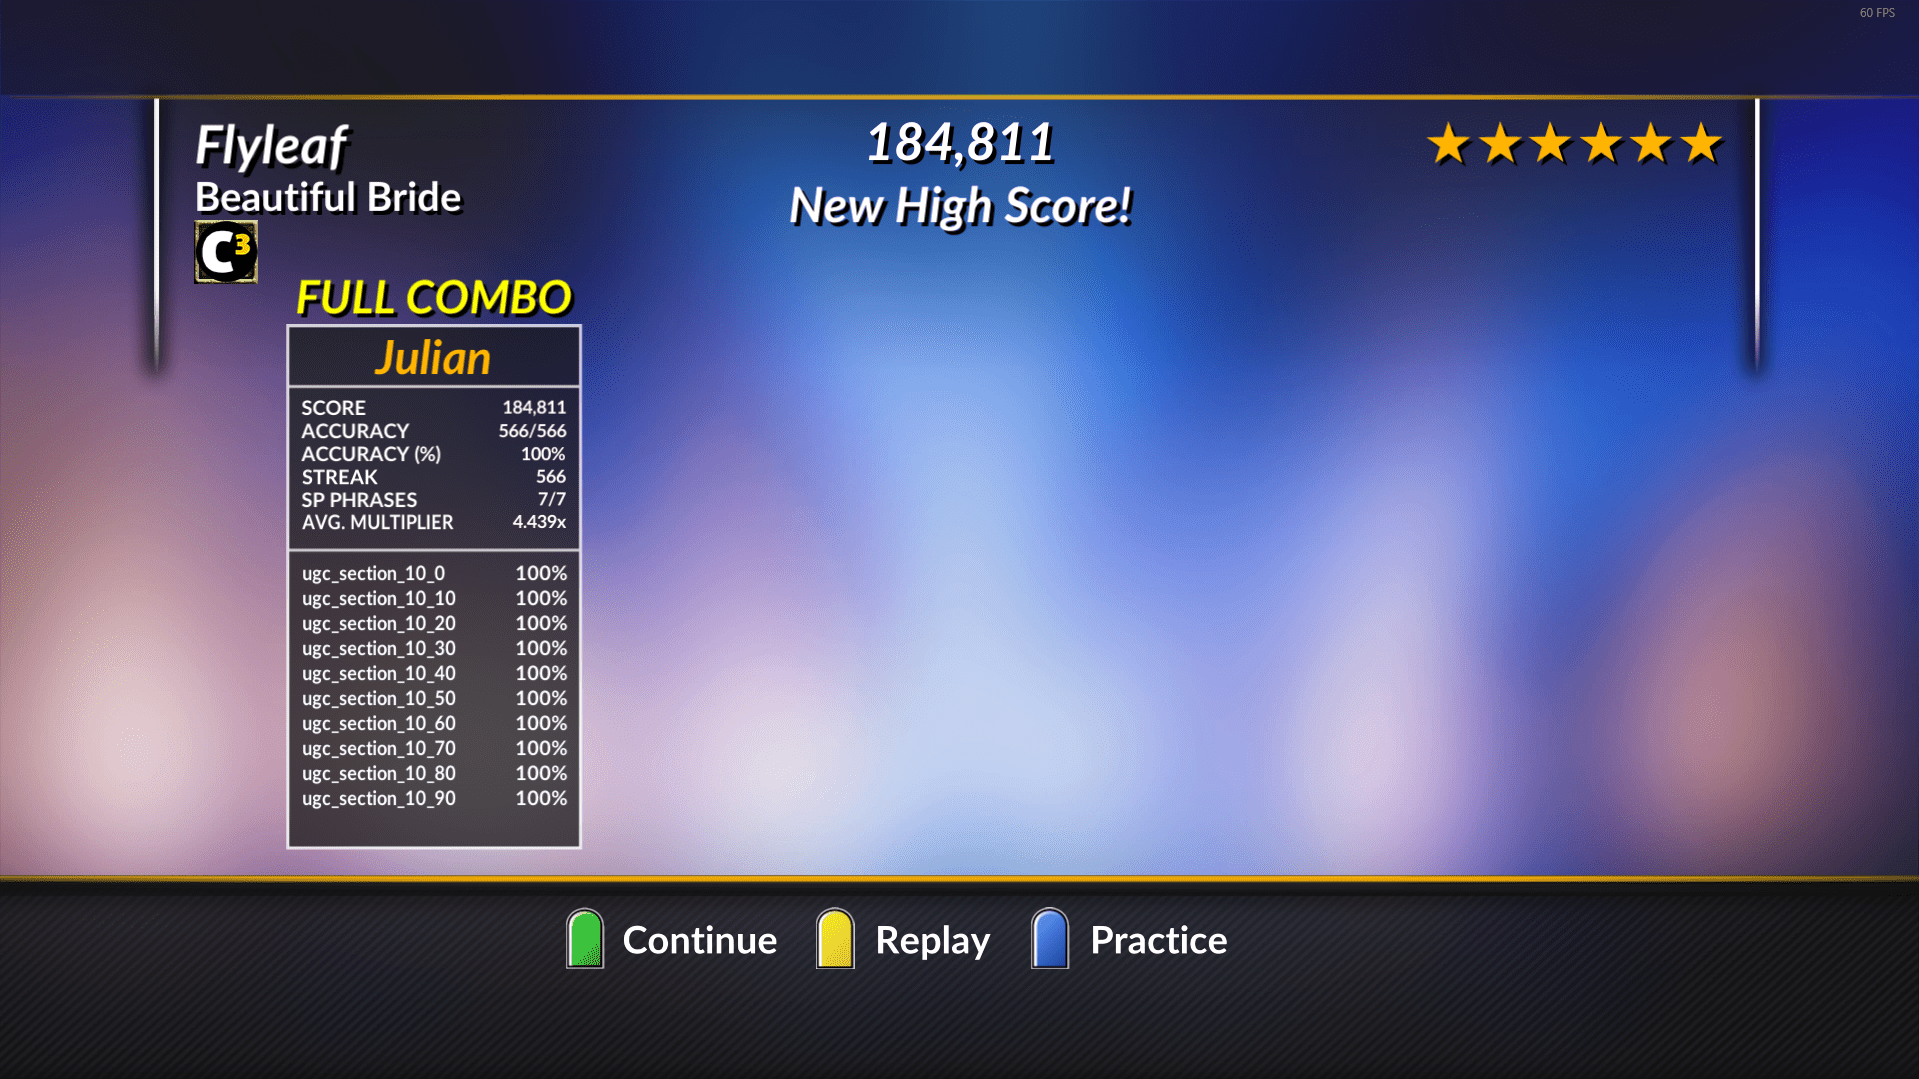 60 FPS
Flyleaf
Beautiful Bride
C3
184,811
New High Score!
FULL COMBO
Julian
SCORE 184,811
ACCURACY 566/566
ACCURACY (%) 100%
STREAK 566
SP PHRASES 7/7
AVG. MULTIPLIER 4.439x
ugc_section_10_0 100%
ugc_section_10_10 100%
ugc_section_10_20 100%
ugc_section_10_30 100%
ugc_section_10_40 100%
ugc_section_10_50 100%
ugc_section_10_60 100%
ugc_section_10_70 100%
ugc_section_10_80 100%
ugc_section_10_90 100%
Continue Replay Practice